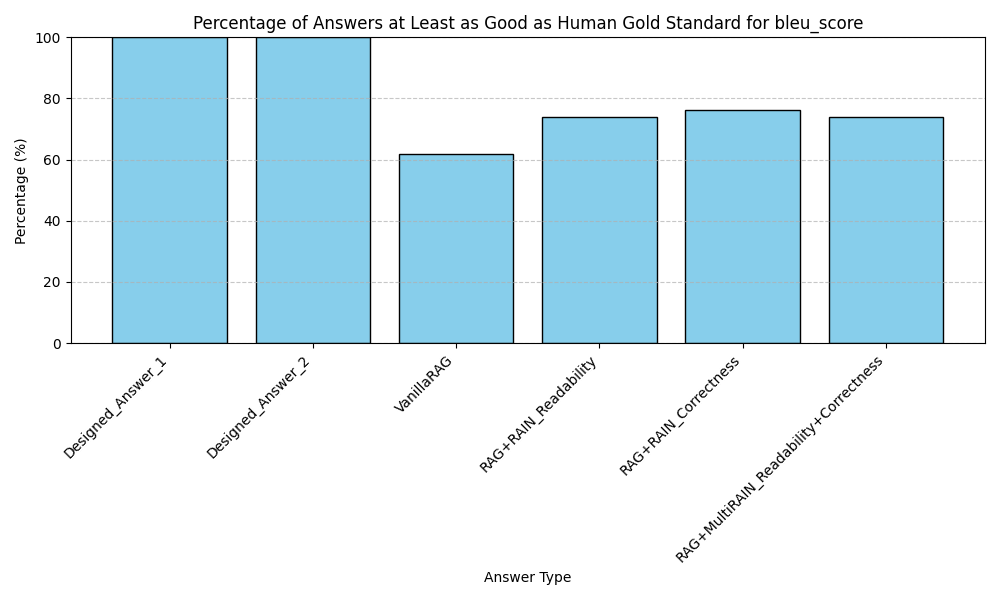 Percentage of Answers at Least as Good as Human Gold Standard for bleu_score
Percentage (%)
100
80
60
40
20
0
Designed_Answer_1
Designed_Answer_2
VanillaRAG
RAG+RAIN_Readability
RAG+RAIN_Correctness
RAG+MultiRAIN_Readability+Correctness
Answer Type